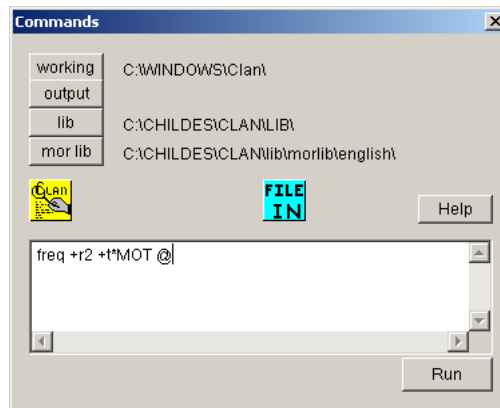 Commands
working C:\WINDOWS\Clan\
output
lib C:\CHILDES\CLAN\LIB\
mor lib C:\CHILDES\CLAN\lib\morlib\english\
CLAN
FILE
IN
Help
freq +r2 +t*MOT @
Run